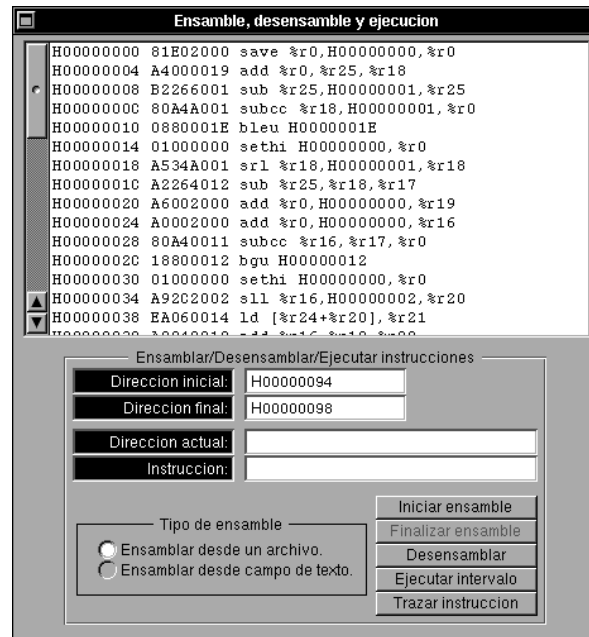 Ensamble, desensamble y ejecucion
H00000000 81E02000 save %r0,H00000000,%r0
H00000004 A4000019 add %r0,%r25,%r18
H00000008 B2266001 sub %r25,H00000001,%r25
H0000000C 80A4A001 subcc %r18,H00000001,%r0
H00000010 0880001E bleu H0000001E
H00000014 01000000 sethi H00000000,%r0
H00000018 A534A001 srl %r18,H00000001,%r18
H0000001C A2264012 sub %r25,%r18,%r17
H00000020 A6002000 add %r0,H00000000,%r19
H00000024 A0002000 add %r0,H00000000,%r16
H00000028 80A40011 subcc %r16,%r17,%r0
H0000002C 18800012 bgu H00000012
H00000030 01000000 sethi H00000000,%r0
H00000034 A92C2002 sll %r16,H00000002,%r20
H00000038 EA060014 ld [%r24+%r20],%r21
Ensamblar/Desensamblar/Ejecutar instrucciones
Direccion inicial: H00000094
Direccion final: H00000098
Direccion actual:
Instruccion:
Tipo de ensamble
Ensamblar desde un archivo.
Ensamblar desde campo de texto.
Iniciar ensamble
Finalizar ensamble
Desensamblar
Ejecutar intervalo
Trazar instruccion